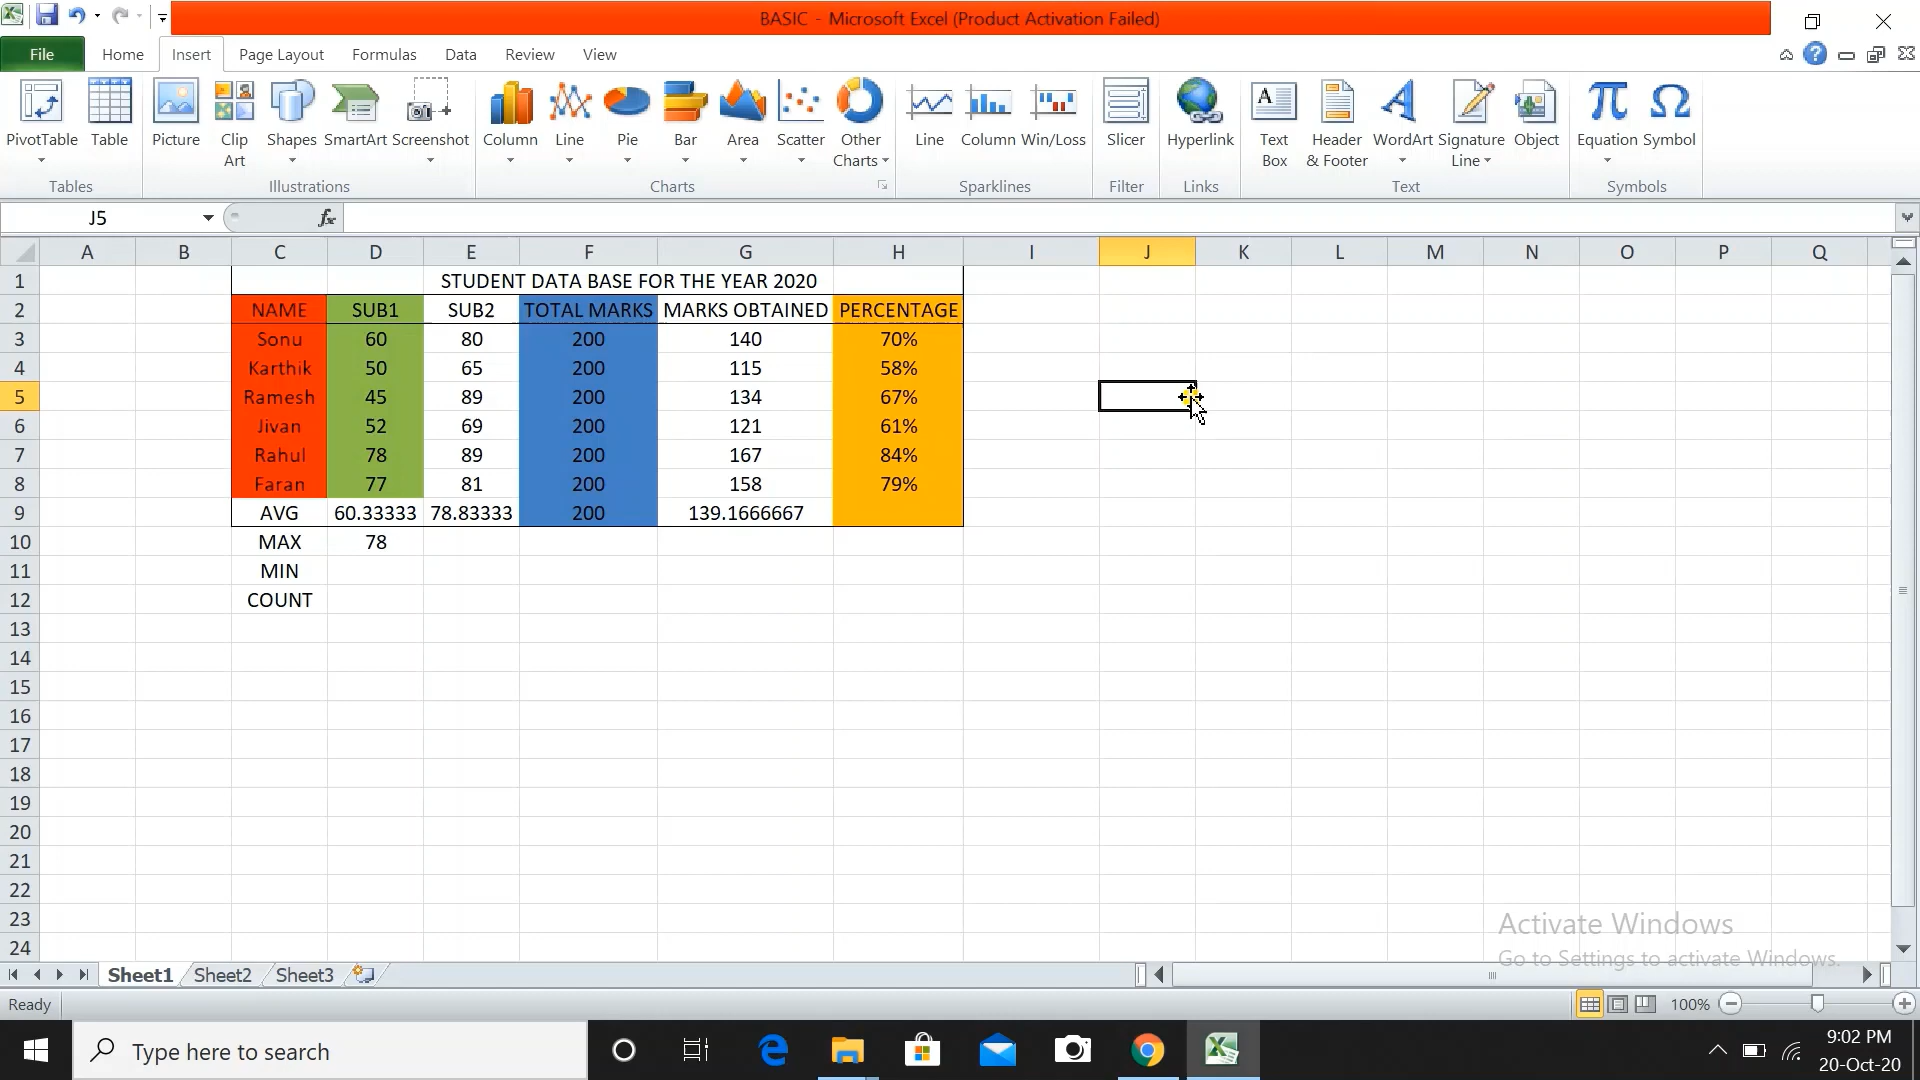 BASIC - Microsoft Excel (Product Activation Failed)
File Home Insert Page Layout Formulas Data Review View
PivotTable Table Picture Clip Art Shapes SmartArt Screenshot Column Line Pie Bar Area Scatter Other Charts Line Column Win/Loss Slicer Hyperlink Text Box Header & Footer WordArt Signature Line Object Equation Symbol
Tables Illustrations Charts Sparklines Filter Links Text Symbols
J5 fx
A B C D E F G H I J K L M N O P Q
1 STUDENT DATA BASE FOR THE YEAR 2020
2 NAME SUB1 SUB2 TOTAL MARKS MARKS OBTAINED PERCENTAGE
3 Sonu 60 80 200 140 70%
4 Karthik 50 65 200 115 58%
5 Ramesh 45 89 200 134 67%
6 Jivan 52 69 200 121 61%
7 Rahul 78 89 200 167 84%
8 Faran 77 81 200 158 79%
9 AVG 60.33333 78.83333 200 139.1666667
10 MAX 78
11 MIN
12 COUNT
13
14
15
16
17
18
19
20
21
22
23
24
Activate Windows
Go to Settings to activate Windows.
Sheet1 Sheet2 Sheet3
Ready 100%
Type here to search
9:02 PM
20-Oct-20